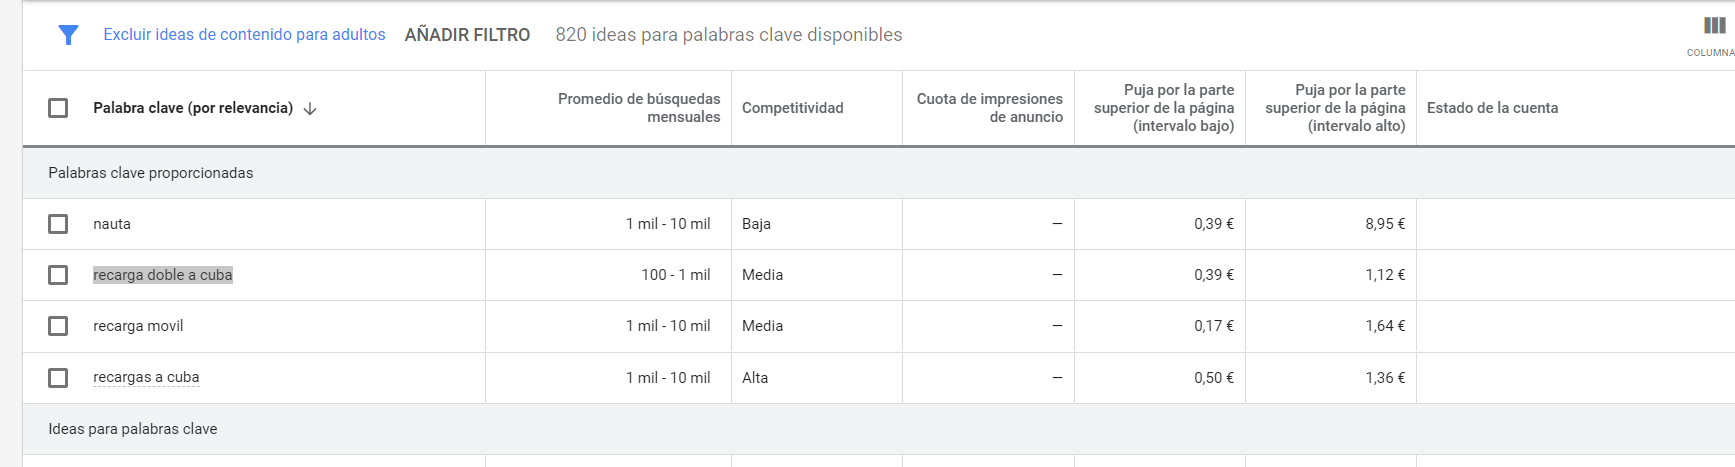 Excluir ideas de contenido para adultos AÑADIR FILTRO 820 ideas para palabras clave disponibles
COLUMNA
Palabra clave (por relevancia) Promedio de búsquedas mensuales Competitividad Cuota de impresiones de anuncio Puja por la parte superior de la página (intervalo bajo) Puja por la parte superior de la página (intervalo alto) Estado de la cuenta
Palabras clave proporcionadas
nauta 1 mil - 10 mil Baja — 0,39 € 8,95 €
recarga doble a cuba 100 - 1 mil Media — 0,39 € 1,12 €
recarga movil 1 mil - 10 mil Media — 0,17 € 1,64 €
recargas a cuba 1 mil - 10 mil Alta — 0,50 € 1,36 €
Ideas para palabras clave